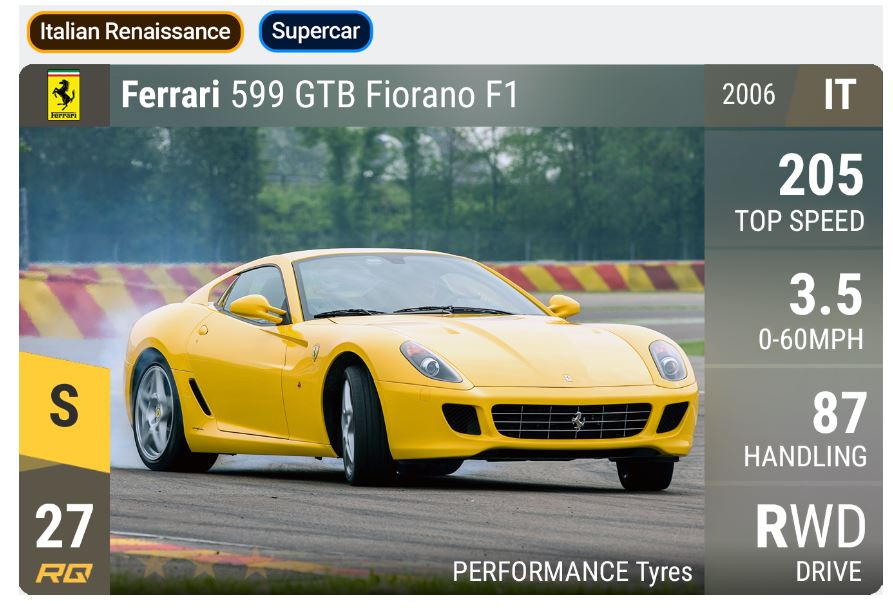 Italian Renaissance Supercar
Ferrari
Ferrari 599 GTB Fiorano F1
2006 IT
205
TOP SPEED
3.5
0-60MPH
87
HANDLING
RWD
DRIVE
S
27
RQ
PERFORMANCE Tyres